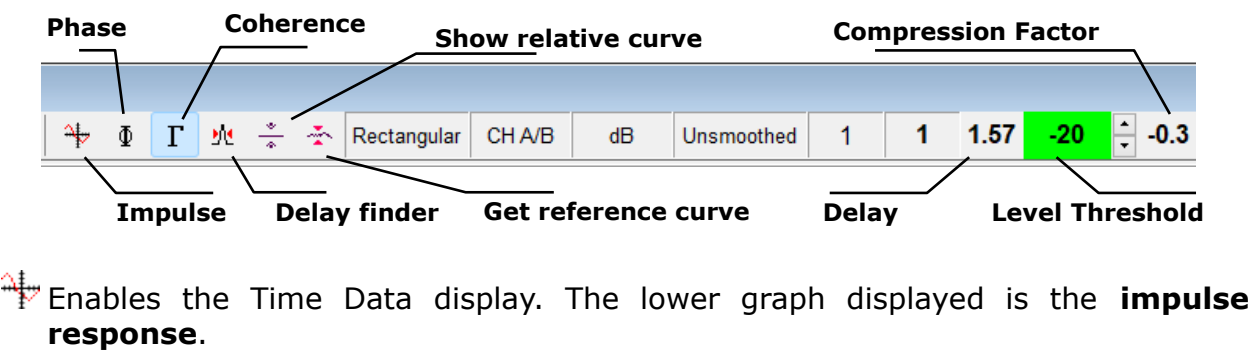 Phase
Coherence
Show relative curve
Compression Factor
Φ Γ Rectangular CH A/B dB Unsmoothed 1 1 1.57 -20 -0.3
Impulse
Delay finder
Get reference curve
Delay
Level Threshold
Enables the Time Data display. The lower graph displayed is the impulse
response.